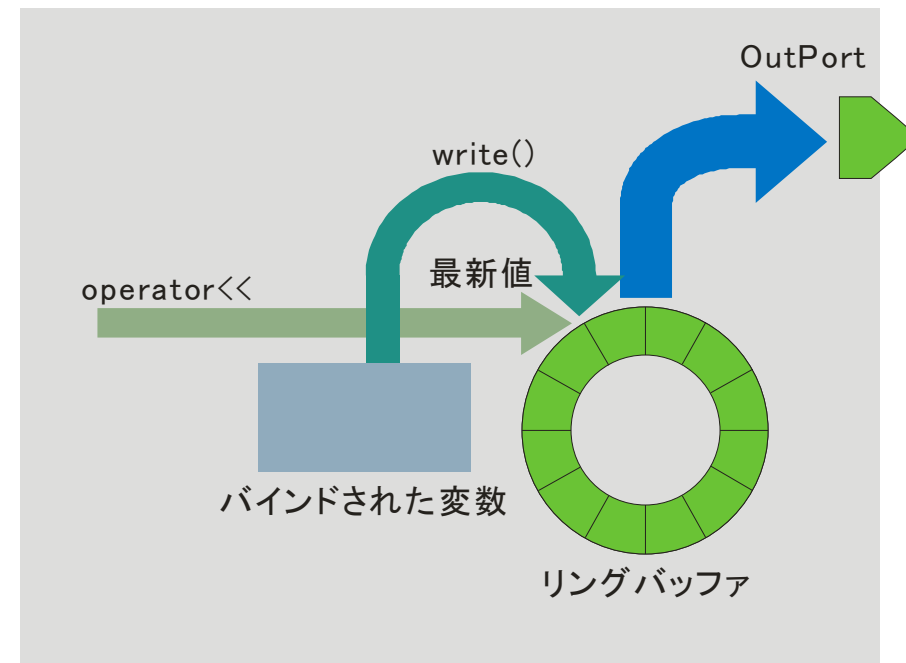 OutPort
write()
最新値
operator<<
バインドされた変数
リングバッファ